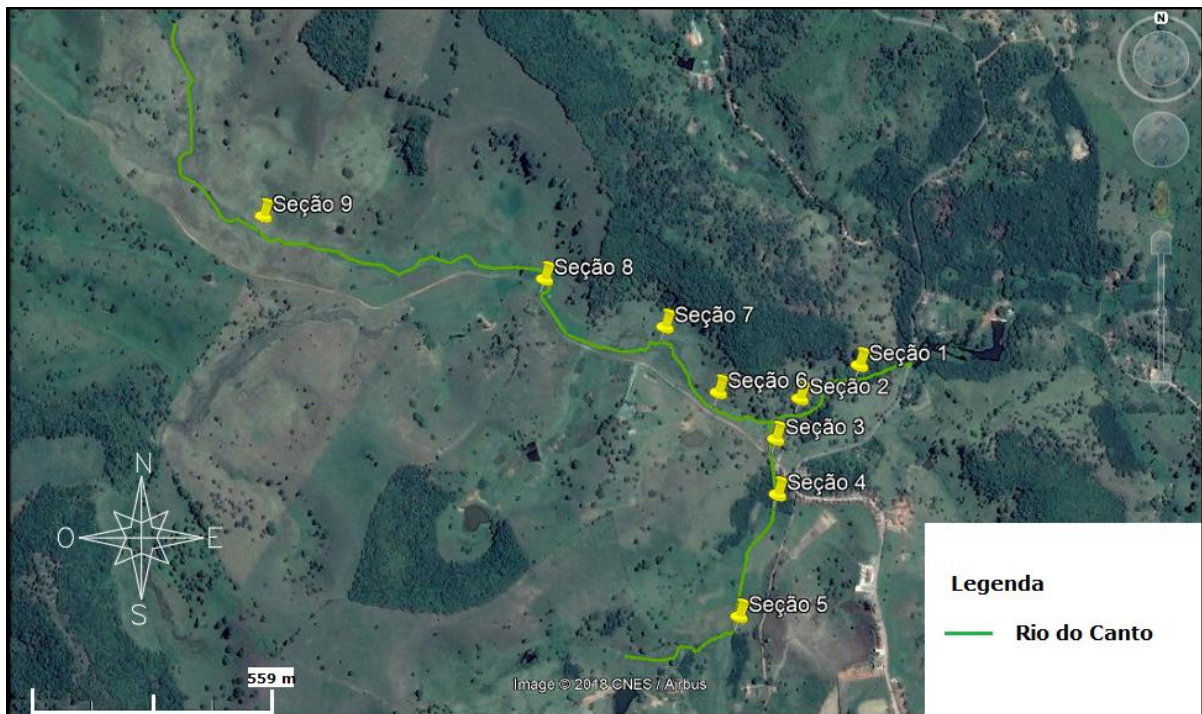 N
Seção 9
Seção 8
Seção 7
Seção 1
Seção 6
Seção 2
Seção 3
Seção 4
Seção 5
N
O
E
S
Legenda
Rio do Canto
559 m
Image © 2018 CNES / Airbus